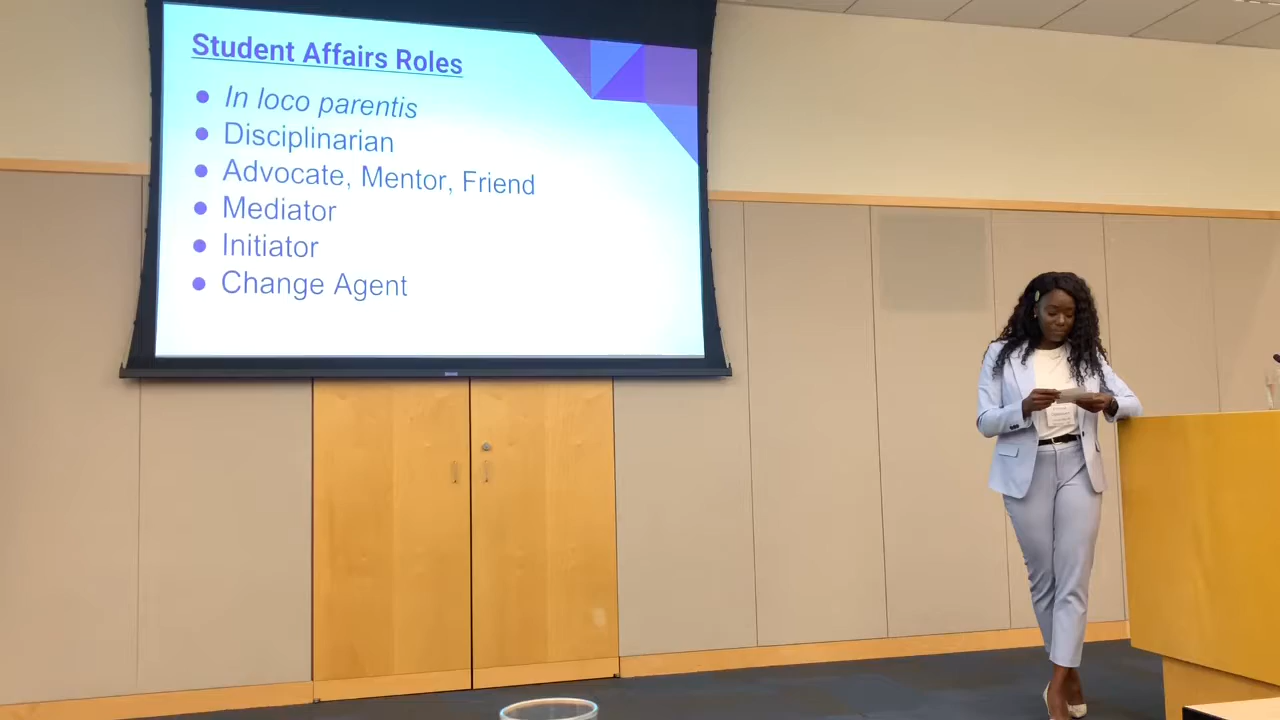 Student Affairs Roles
In loco parentis
Disciplinarian
Advocate, Mentor, Friend
Mediator
Initiator
Change Agent